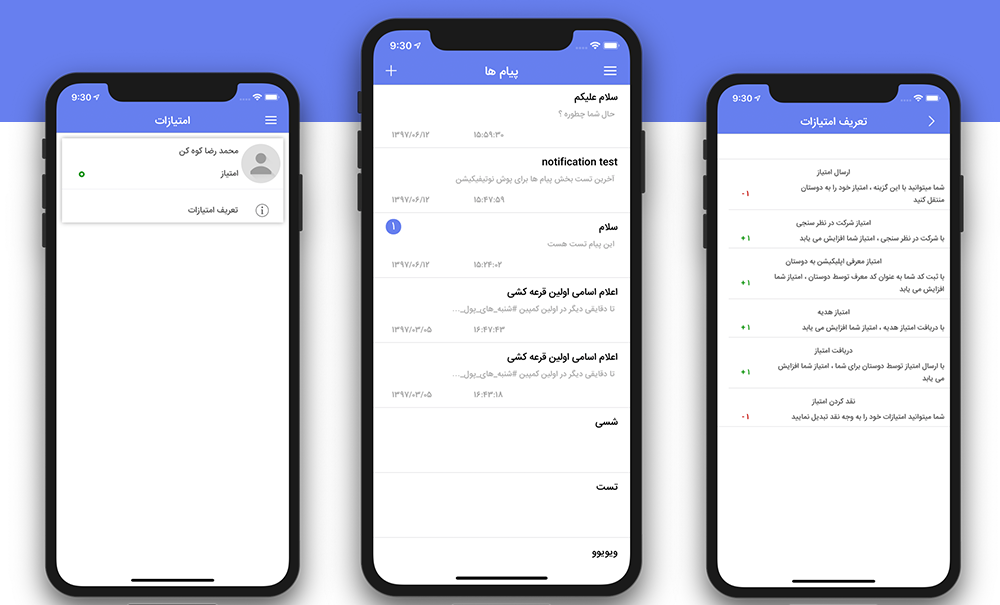 9:30
امتیازات
محمد رضا کوه کن
امتیاز
۰
تعریف امتیازات
9:30
پیام ها
سلام علیکم
حال شما چطوره ؟
۱۳۹۷/۰۶/۱۲ ۱۵:۵۹:۳۰
notification test
آخرین تست بخش پیام ها برای پوش نوتیفیکیشن
۱۳۹۷/۰۶/۱۲ ۱۵:۴۷:۵۹
سلام
۱
این پیام تست هست
۱۳۹۷/۰۶/۱۲ ۱۵:۲۴:۰۲
اعلام اسامی اولین قرعه کشی
تا دقایقی دیگر در اولین کمپین #شنبه_های_پول_...
۱۳۹۷/۰۳/۰۵ ۱۶:۴۷:۴۳
اعلام اسامی اولین قرعه کشی
تا دقایقی دیگر در اولین کمپین #شنبه_های_پول_...
۱۳۹۷/۰۳/۰۵ ۱۶:۴۳:۱۸
شسی
تست
ویویوو
9:30
تعریف امتیازات
ارسال امتیاز
شما میتوانید با این گزینه ، امتیاز خود را به دوستان
منتقل کنید
-۱
امتیاز شرکت در نظر سنجی
با شرکت در نظر سنجی ، امتیاز شما افزایش می یابد
+۱
امتیاز معرفی اپلیکیشن به دوستان
با ثبت کد شما به عنوان کد معرف توسط دوستان ، امتیاز شما
افزایش می یابد
+۱
امتیاز هدیه
با دریافت امتیاز هدیه ، امتیاز شما افزایش می یابد
+۱
دریافت امتیاز
با ارسال امتیاز توسط دوستان برای شما ، امتیاز شما افزایش
می یابد
+۱
نقد کردن امتیاز
شما میتوانید امتیازات خود را به وجه نقد تبدیل نمایید
-۱